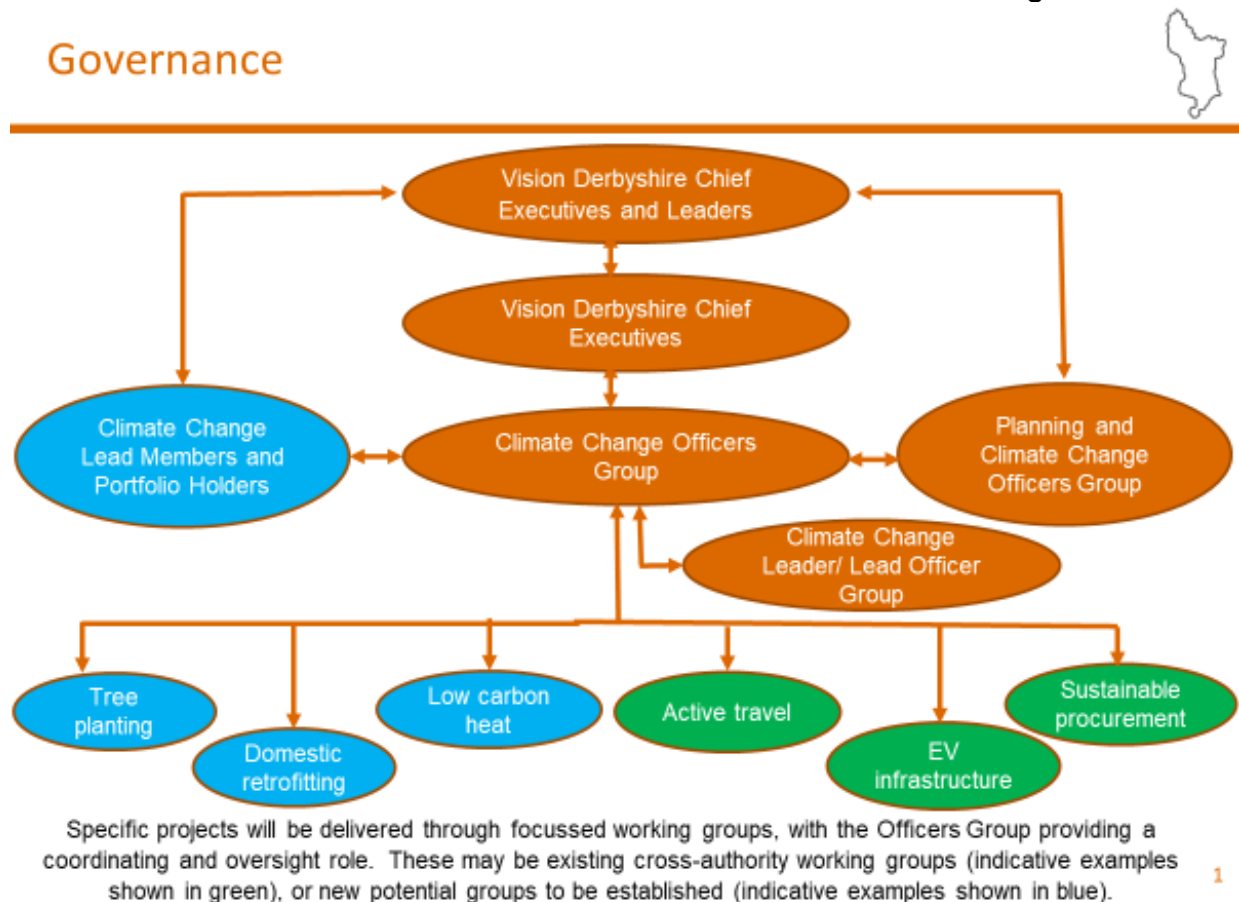 Governance
Vision Derbyshire Chief
Executives and Leaders
Vision Derbyshire Chief
Executives
Climate Change
Lead Members and
Portfolio Holders
Climate Change Officers
Group
Planning and
Climate Change
Officers Group
Climate Change
Leader/ Lead Officer
Group
Tree
planting
Domestic
retrofitting
Low carbon
heat
Active travel
EV
infrastructure
Sustainable
procurement
Specific projects will be delivered through focussed working groups, with the Officers Group providing a
coordinating and oversight role. These may be existing cross-authority working groups (indicative examples
shown in green), or new potential groups to be established (indicative examples shown in blue).
1